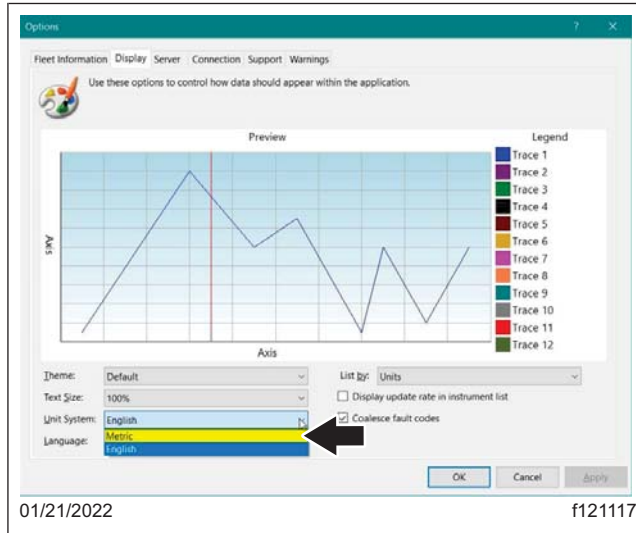 Options ? ×
Fleet Information Display Server Connection Support Warnings
Use these options to control how data should appear within the application.
Preview
Legend
Trace 1
Trace 2
Trace 3
Trace 4
Trace 5
Trace 6
Trace 7
Trace 8
Trace 9
Trace 10
Trace 11
Trace 12
Axis
Axis
Theme: Default List by: Units
Text Size: 100% Display update rate in instrument list
Unit System: English Coalesce fault codes
Metric
Language: English
OK Cancel Apply
01/21/2022 f121117